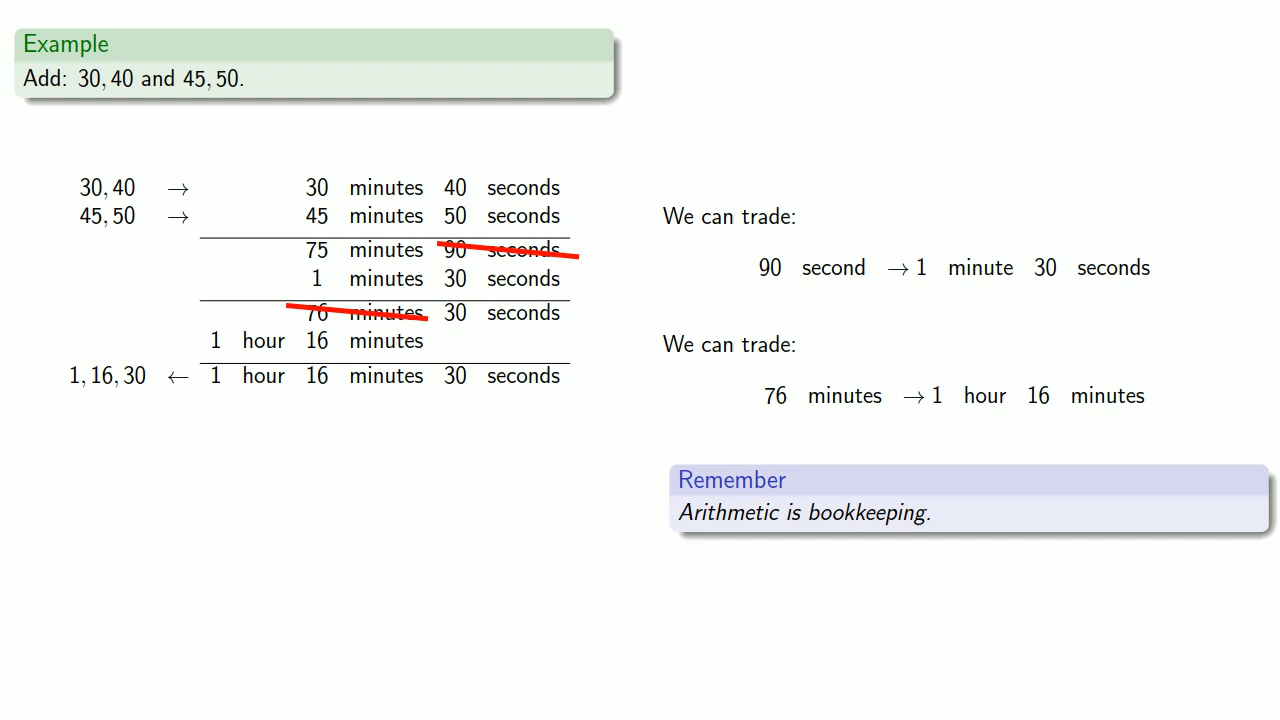 Example
Add: 30, 40 and 45, 50.
30, 40 → 30 minutes 40 seconds
45, 50 → 45 minutes 50 seconds
75 minutes 90 seconds
1 minutes 30 seconds
76 minutes 30 seconds
1 hour 16 minutes
1, 16, 30 ← 1 hour 16 minutes 30 seconds
We can trade:
90 second → 1 minute 30 seconds
We can trade:
76 minutes → 1 hour 16 minutes
Remember
Arithmetic is bookkeeping.